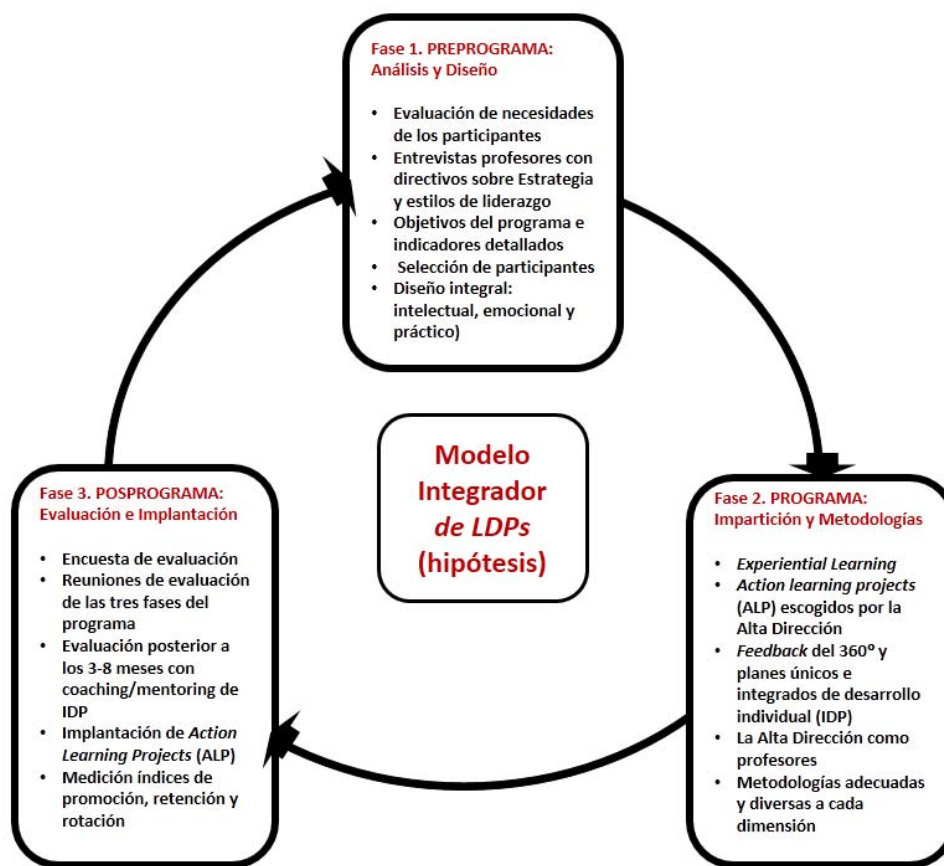 Fase 1. PREPROGRAMA:
Análisis y Diseño
• Evaluación de necesidades
de los participantes
• Entrevistas profesores con
directivos sobre Estrategia
y estilos de liderazgo
• Objetivos del programa e
indicadores detallados
• Selección de participantes
• Diseño integral:
intelectual, emocional y
práctico)
Modelo
Integrador
de LDPs
(hipótesis)
Fase 2. PROGRAMA:
Impartición y Metodologías
• Experiential Learning
• Action learning projects
(ALP) escogidos por la
Alta Dirección
• Feedback del 360º y
planes únicos e
integrados de desarrollo
individual (IDP)
• La Alta Dirección como
profesores
• Metodologías adecuadas
y diversas a cada
dimensión
Fase 3. POSPROGRAMA:
Evaluación e Implantación
• Encuesta de evaluación
• Reuniones de evaluación
de las tres fases del
programa
• Evaluación posterior a
los 3-8 meses con
coaching/mentoring de
IDP
• Implantación de Action
Learning Projects (ALP)
• Medición índices de
promoción, retención y
rotación